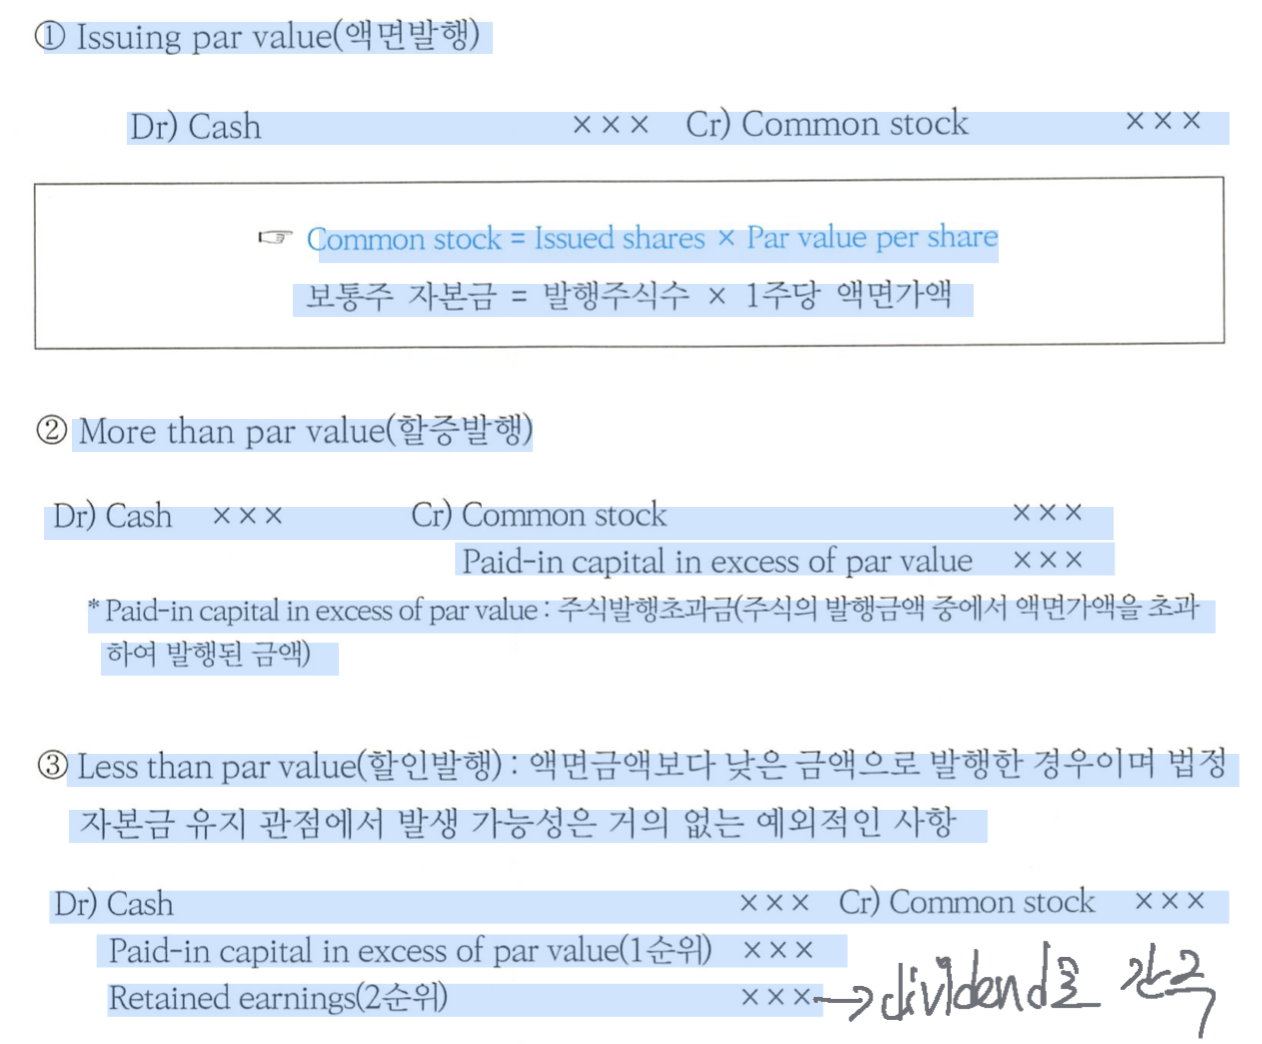 ① Issuing par value(액면발행)
Dr) Cash ××× Cr) Common stock ×××
☞ Common stock = Issued shares × Par value per share
보통주 자본금 = 발행주식수 × 1주당 액면가액
② More than par value(할증발행)
Dr) Cash ××× Cr) Common stock ×××
Paid-in capital in excess of par value ×××
* Paid-in capital in excess of par value : 주식발행초과금(주식의 발행금액 중에서 액면가액을 초과
하여 발행된 금액)
③ Less than par value(할인발행) : 액면금액보다 낮은 금액으로 발행한 경우이며 법정
자본금 유지 관점에서 발생 가능성은 거의 없는 예외적인 사항
Dr) Cash ××× Cr) Common stock ×××
Paid-in capital in excess of par value(1순위) ×××
Retained earnings(2순위) ××× → dividend로 간주